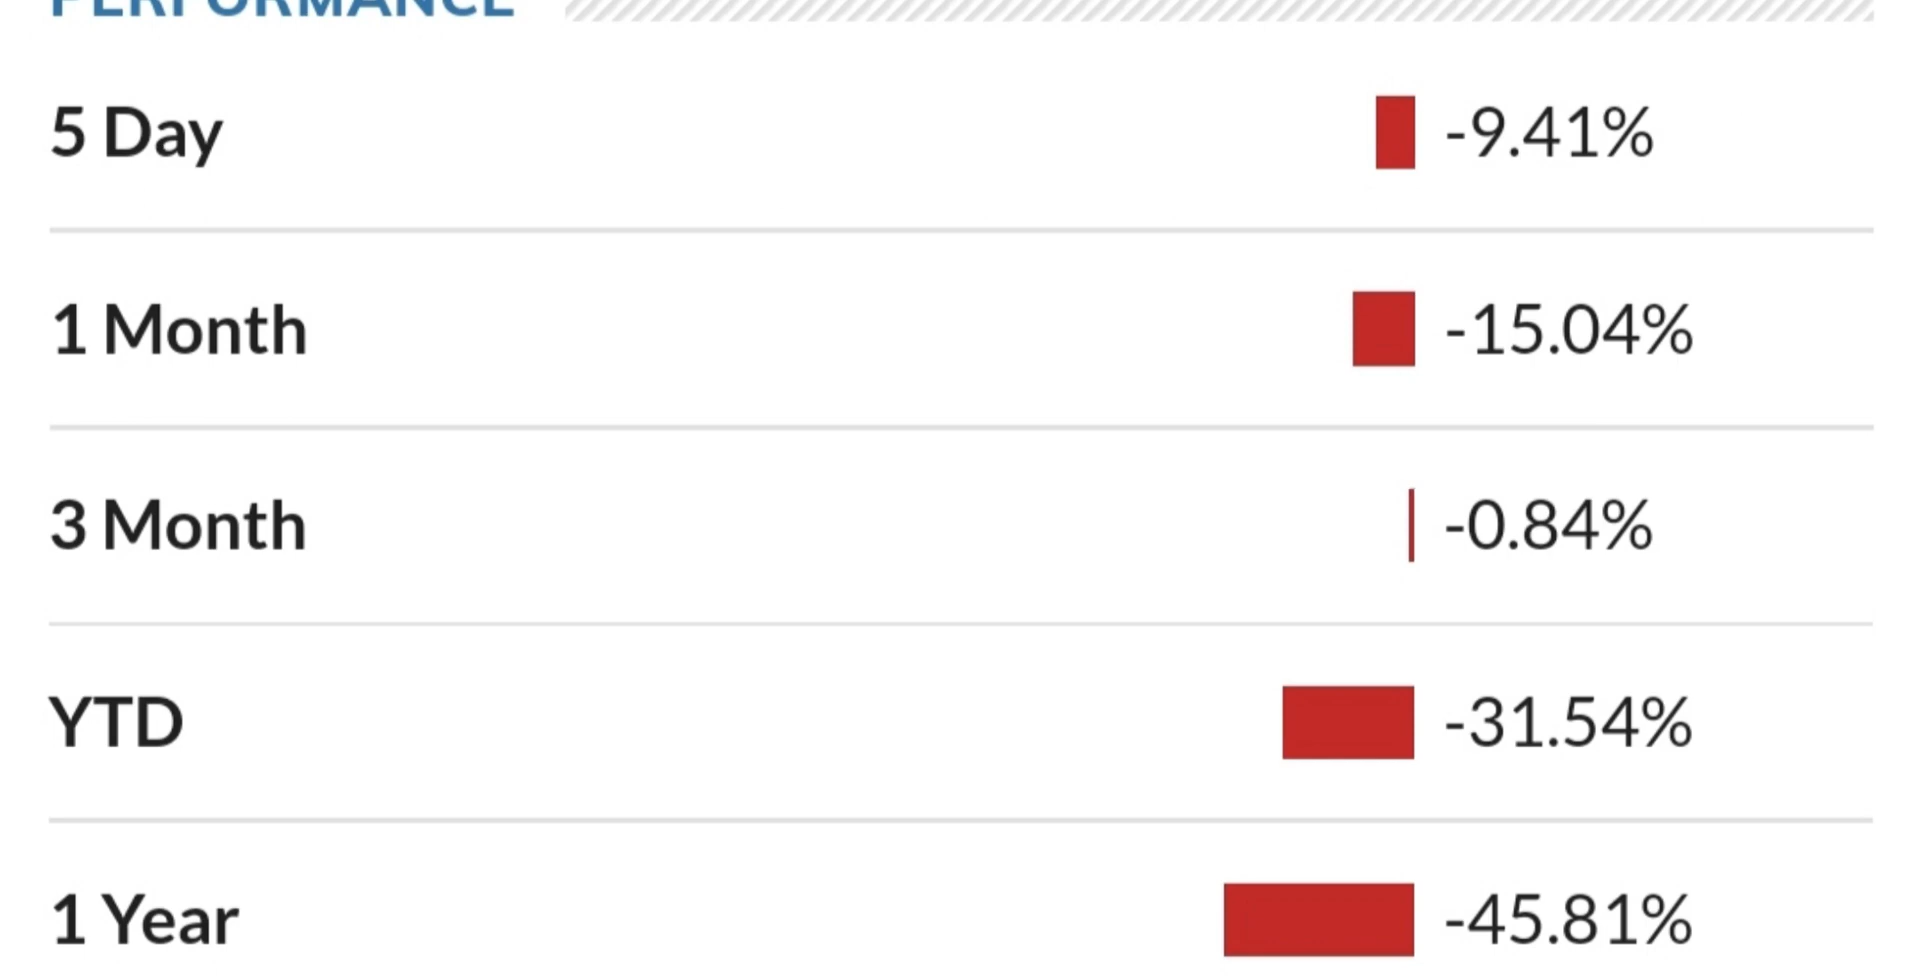 PERFORMANCE
5 Day -9.41%
1 Month -15.04%
3 Month -0.84%
YTD -31.54%
1 Year -45.81%